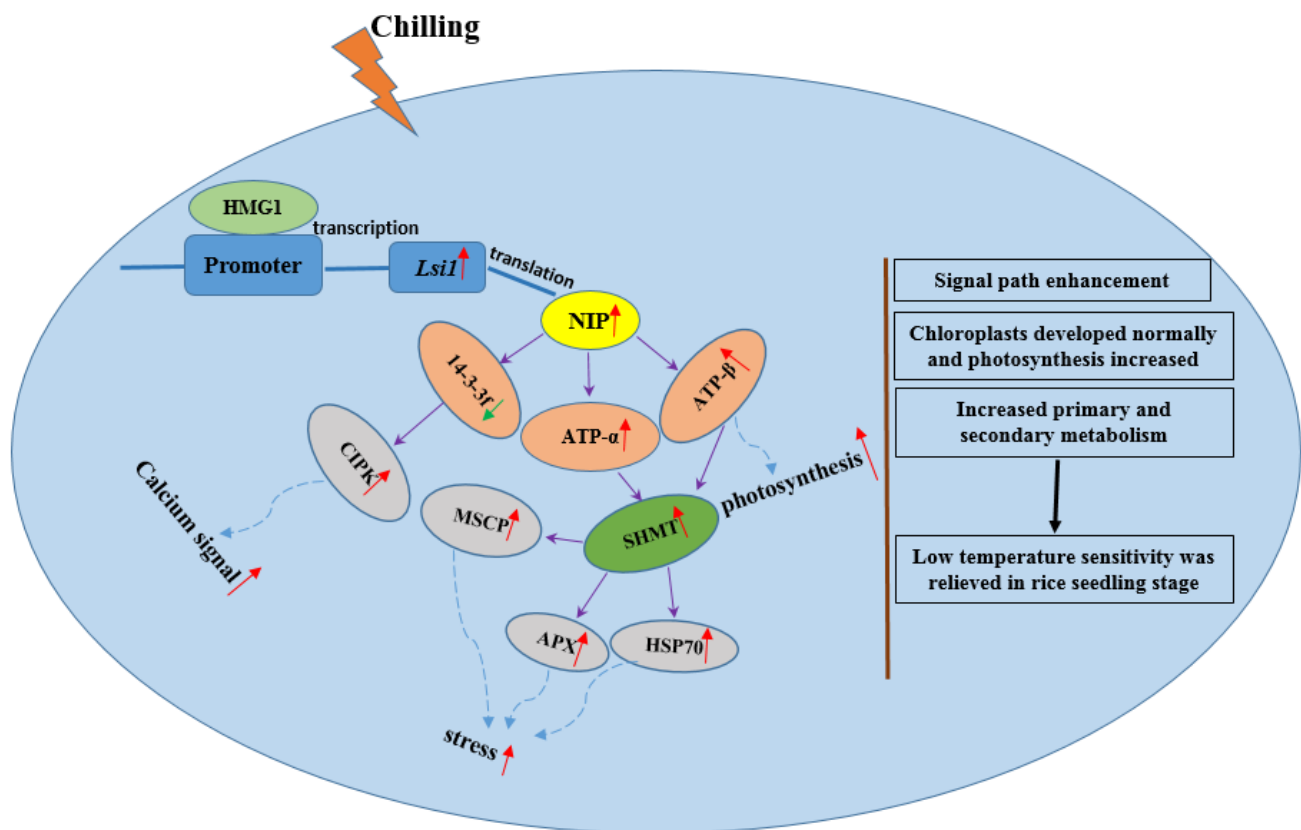 Chilling
HMG1
transcription
Promoter
Lsi1
translation
NIP
14-3-3f
ATP-α
ATP-β
CIPK
Calcium signal
MSCP
SHMT
photosynthesis
APX
HSP70
stress
Signal path enhancement
Chloroplasts developed normally
and photosynthesis increased
Increased primary and
secondary metabolism
Low temperature sensitivity was
relieved in rice seedling stage